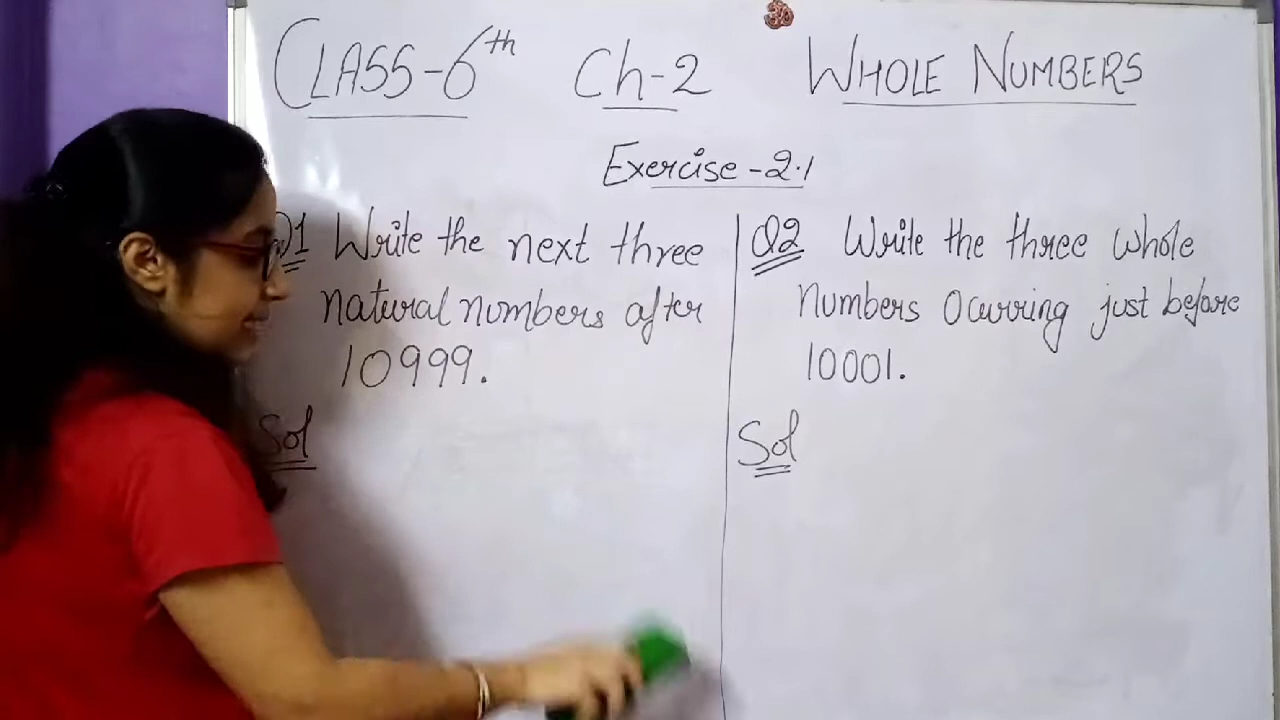 CLASS-6th Ch-2 WHOLE NUMBERS
Exercise-2.1
Q1 Write the next three
natural numbers after
10999.
Sol
Q2 Write the three whole
numbers Ocurring just before
10001.
Sol